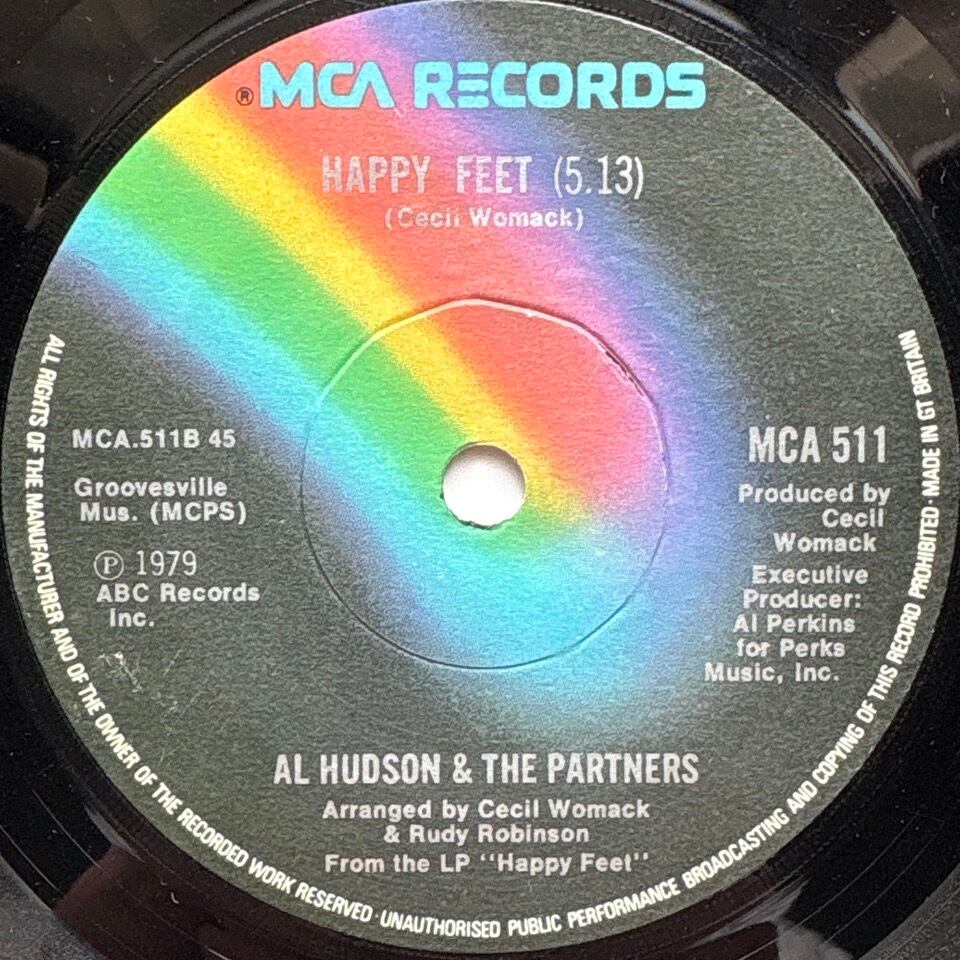 ® MCA RECORDS
HAPPY FEET (5.13)
(Cecil Womack)
MCA.511B 45
Groovesville
Mus. (MCPS)
℗ 1979
ABC Records
Inc.
MCA 511
Produced by
Cecil
Womack
Executive
Producer:
Al Perkins
for Perks
Music, Inc.
AL HUDSON & THE PARTNERS
Arranged by Cecil Womack
& Rudy Robinson
From the LP "Happy Feet"
ALL RIGHTS OF THE MANUFACTURER AND OF THE OWNER OF THE RECORDED WORK RESERVED · UNAUTHORISED PUBLIC PERFORMANCE BROADCASTING AND COPYING OF THIS RECORD PROHIBITED · MADE IN GT BRITAIN